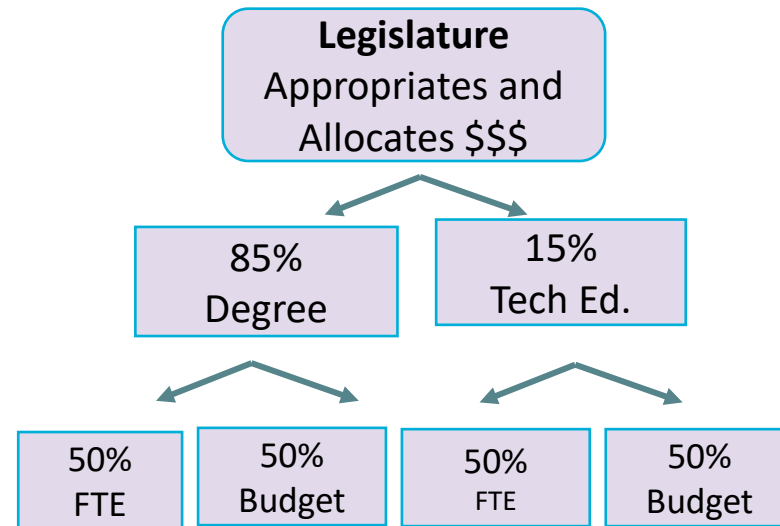 Legislature
Appropriates and
Allocates $$$
85%
Degree
15%
Tech Ed.
50%
FTE
50%
Budget
50%
FTE
50%
Budget